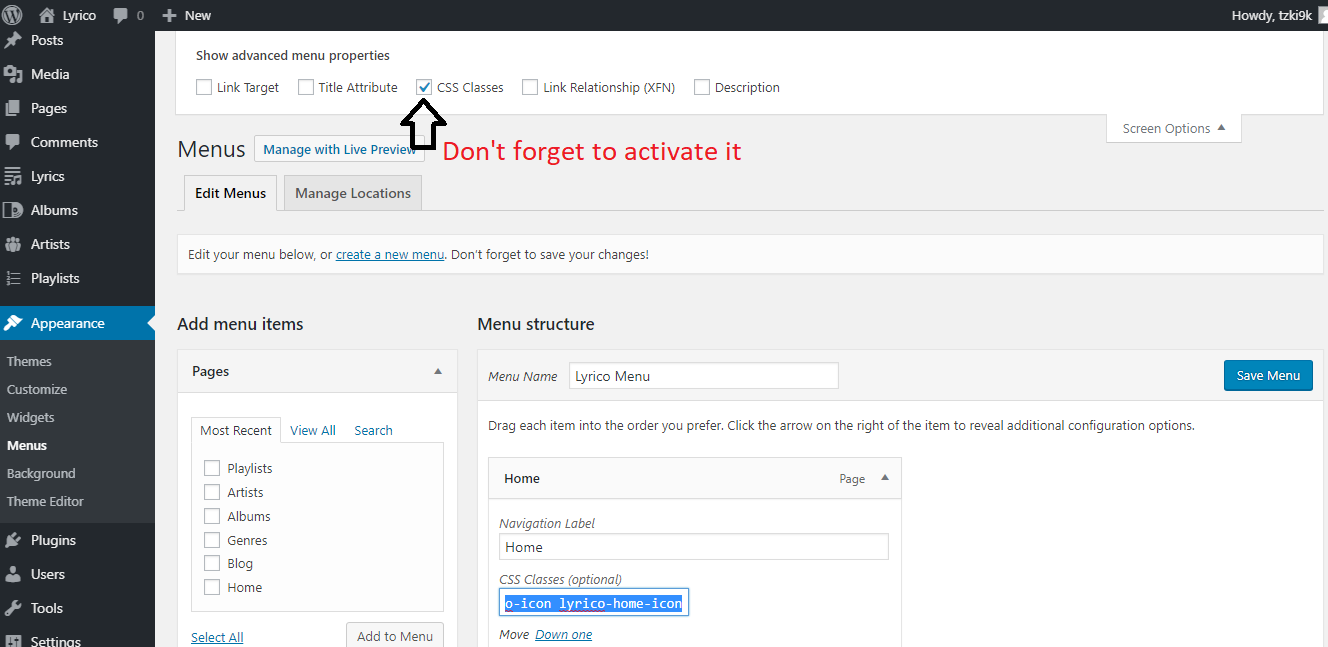 Lyrico 0 New Howdy, tzki9k
Posts
Media
Pages
Comments
Lyrics
Albums
Artists
Playlists
Appearance
Themes
Customize
Widgets
Menus
Background
Theme Editor
Plugins
Users
Tools
Settings
Show advanced menu properties
Link Target Title Attribute CSS Classes Link Relationship (XFN) Description
Screen Options
Menus Manage with Live Preview
Don't forget to activate it
Edit Menus Manage Locations
Edit your menu below, or create a new menu. Don't forget to save your changes!
Add menu items
Pages
Most Recent View All Search
Playlists
Artists
Albums
Genres
Blog
Home
Select All Add to Menu
Menu structure
Menu Name Lyrico Menu Save Menu
Drag each item into the order you prefer. Click the arrow on the right of the item to reveal additional configuration options.
Home Page
Navigation Label
Home
CSS Classes (optional)
o-icon lyrico-home-icon
Move Down one